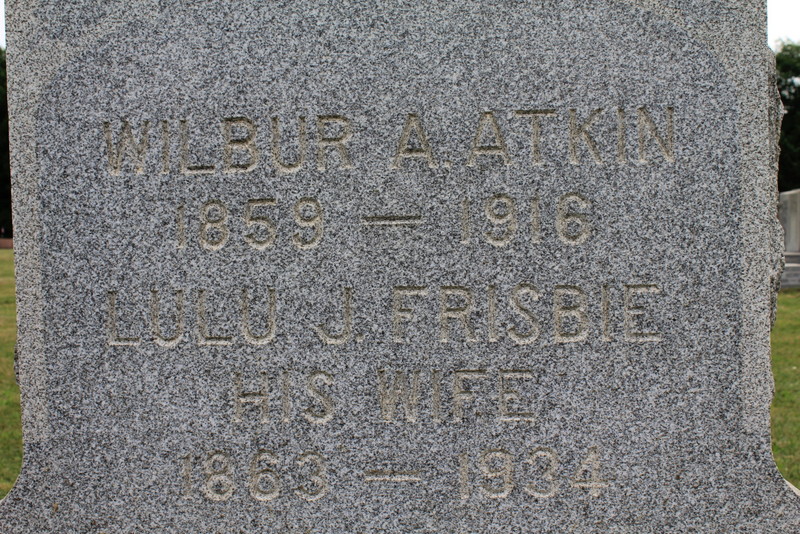 WILBUR A. ATKIN
1859 — 1916
LULU J. FRISBIE
HIS WIFE
1863 — 1934